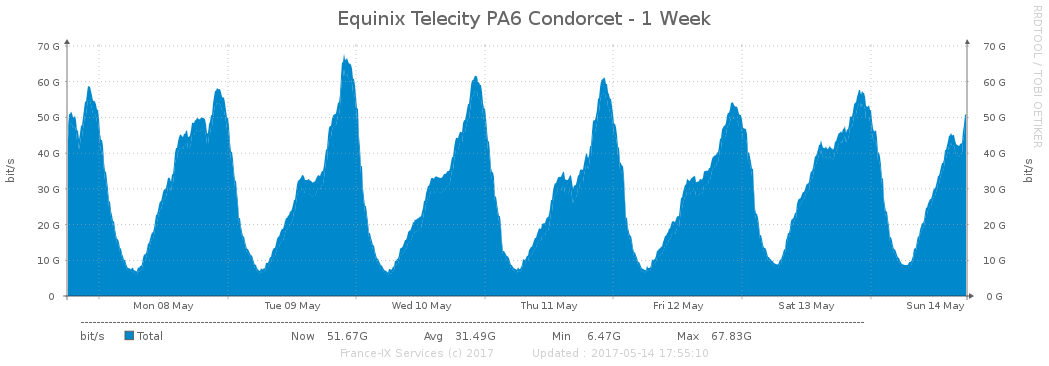 Equinix Telecity PA6 Condorcet - 1 Week
RRDTOOL / TOBI OETIKER
70 G 70 G
60 G 60 G
50 G 50 G
40 G 40 G
bit/s bit/s
30 G 30 G
20 G 20 G
10 G 10 G
0 0 G
Mon 08 May Tue 09 May Wed 10 May Thu 11 May Fri 12 May Sat 13 May Sun 14 May
bit/s Total Now 51.67G Avg 31.49G Min 6.47G Max 67.83G
France-IX Services (c) 2017 Updated : 2017-05-14 17:55:10